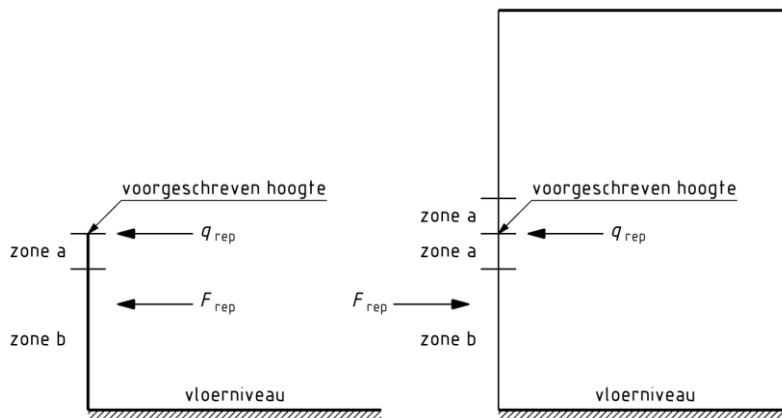 voorgeschreven hoogte
zone a
q rep
F rep
zone b
vloerniveau
zone a
voorgeschreven hoogte
zone a
q rep
F rep
zone b
vloerniveau